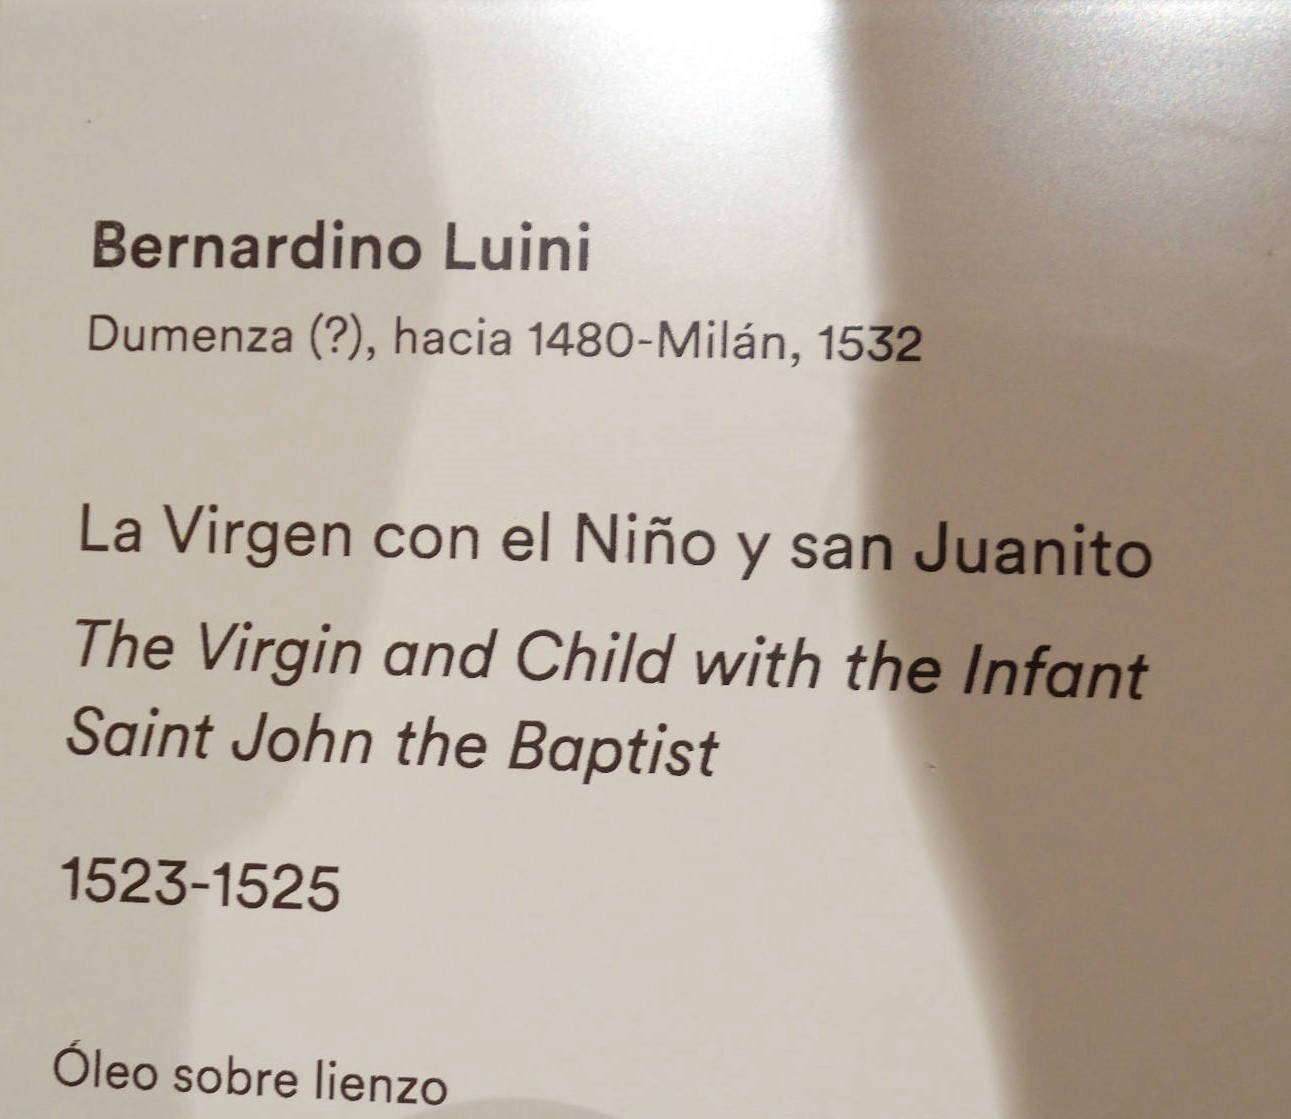 Bernardino Luini
Dumenza (?), hacia 1480-Milán, 1532
La Virgen con el Niño y san Juanito
The Virgin and Child with the Infant
Saint John the Baptist
1523-1525
Óleo sobre lienzo